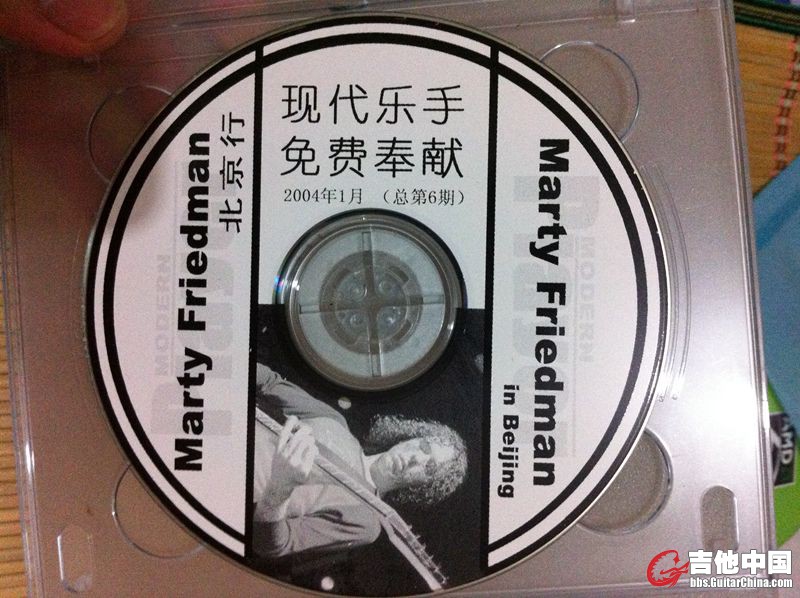 现代乐手
免费奉献
2004年1月 （总第6期）
Marty Friedman
北京行
MODERN
Marty Friedman
in Beijing
MODERN
AMD
吉他中国
bbs.GuitarChina.com